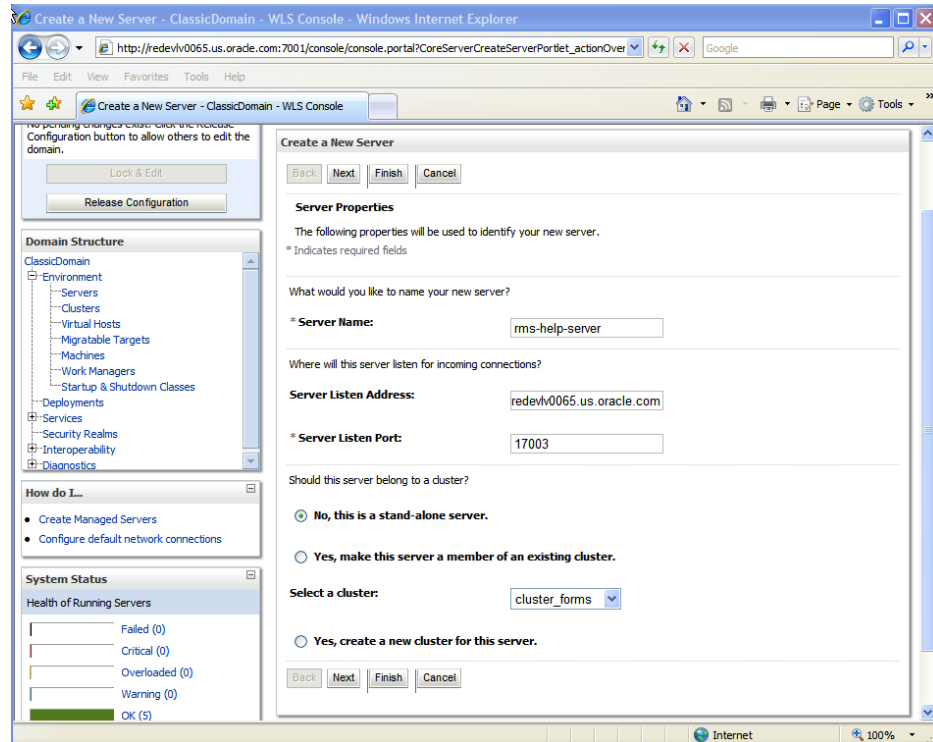 Create a New Server - ClassicDomain - WLS Console - Windows Internet Explorer
http://redevlv0065.us.oracle.com:7001/console/console.portal?CoreServerCreateServerPortlet_actionOver
Google
File Edit View Favorites Tools Help
Create a New Server - ClassicDomain - WLS Console
Page Tools »
No pending changes exist. Click the Release
Configuration button to allow others to edit the
domain.
Lock & Edit
Release Configuration
Domain Structure
ClassicDomain
Environment
Servers
Clusters
Virtual Hosts
Migratable Targets
Machines
Work Managers
Startup & Shutdown Classes
Deployments
Services
Security Realms
Interoperability
Diagnostics
How do I...
Create Managed Servers
Configure default network connections
System Status
Health of Running Servers
Failed (0)
Critical (0)
Overloaded (0)
Warning (0)
OK (5)
Create a New Server
Back Next Finish Cancel
Server Properties
The following properties will be used to identify your new server.
* Indicates required fields
What would you like to name your new server?
* Server Name: rms-help-server
Where will this server listen for incoming connections?
Server Listen Address: redevlv0065.us.oracle.com
* Server Listen Port: 17003
Should this server belong to a cluster?
No, this is a stand-alone server.
Yes, make this server a member of an existing cluster.
Select a cluster: cluster_forms
Yes, create a new cluster for this server.
Back Next Finish Cancel
Internet
100%